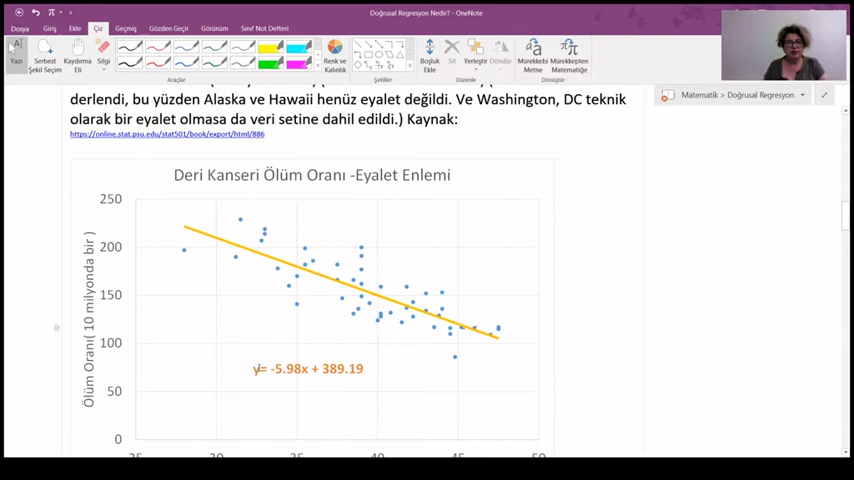 Doğrusal Regresyon Nedir? - OneNote
Dosya Giriş Ekle Çiz Geçmiş Gözden Geçir Görünüm Sınıf Not Defteri
Yazı
Serbest Şekil Seçim
Kaydırma Eli
Silgi
Renk ve Kalınlık
Boşluk Ekle
Sil
Yerleştir
Döndür
Mürekkebi Metne
Mürekkepten Matematiğe
Araçlar Şekiller Düzenle Dönüştür
Matematik > Doğrusal Regresyon
derlendi, bu yüzden Alaska ve Hawaii henüz eyalet değildi. Ve Washington, DC teknik
olarak bir eyalet olmasa da veri setine dahil edildi.) Kaynak:
https://online.stat.psu.edu/stat501/book/export/html/886
Deri Kanseri Ölüm Oranı -Eyalet Enlemi
Ölüm Oranı( 10 milyonda bir )
250
200
150
100
50
0
y= -5.98x + 389.19
25 30 35 40 45 50